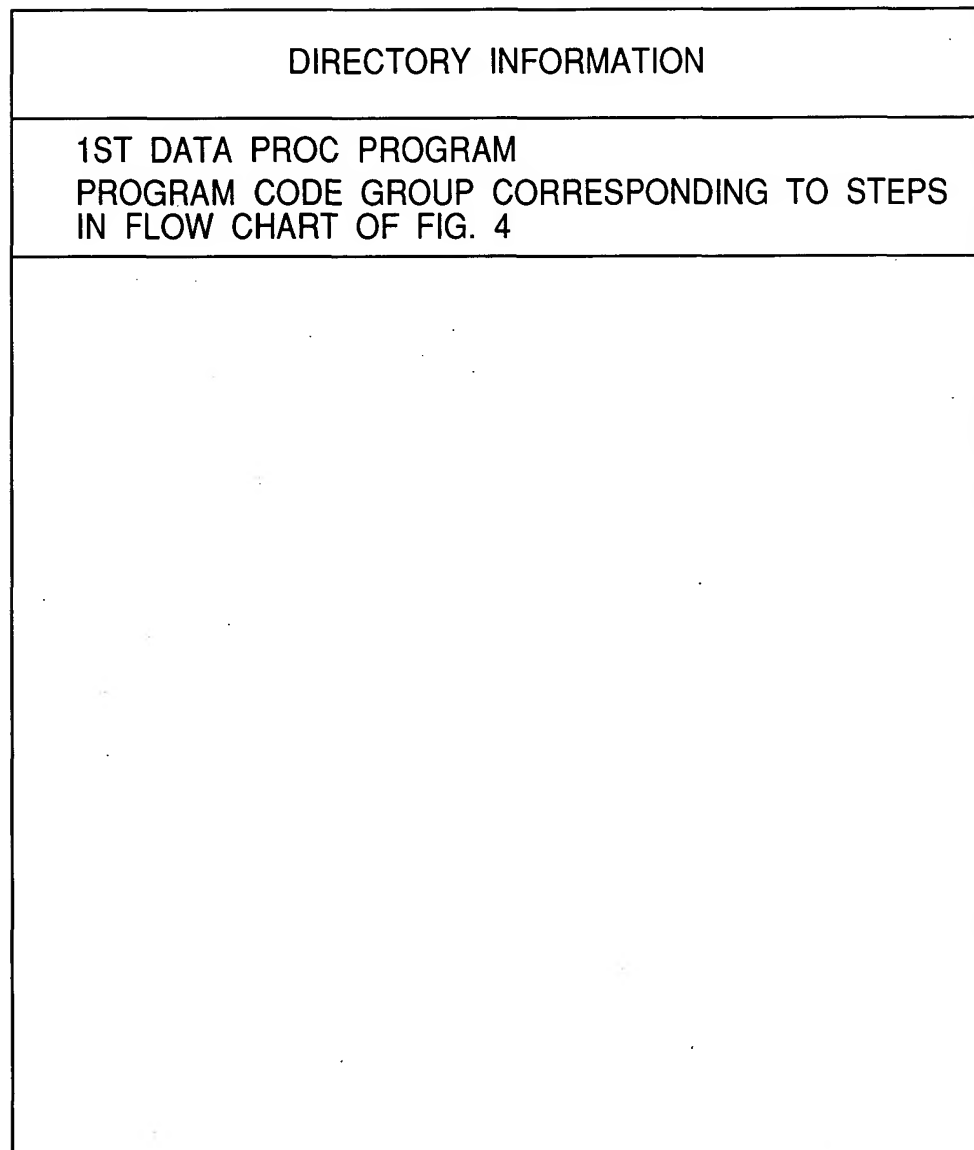 DIRECTORY INFORMATION
1ST DATA PROC PROGRAM
PROGRAM CODE GROUP CORRESPONDING TO STEPS
IN FLOW CHART OF FIG. 4